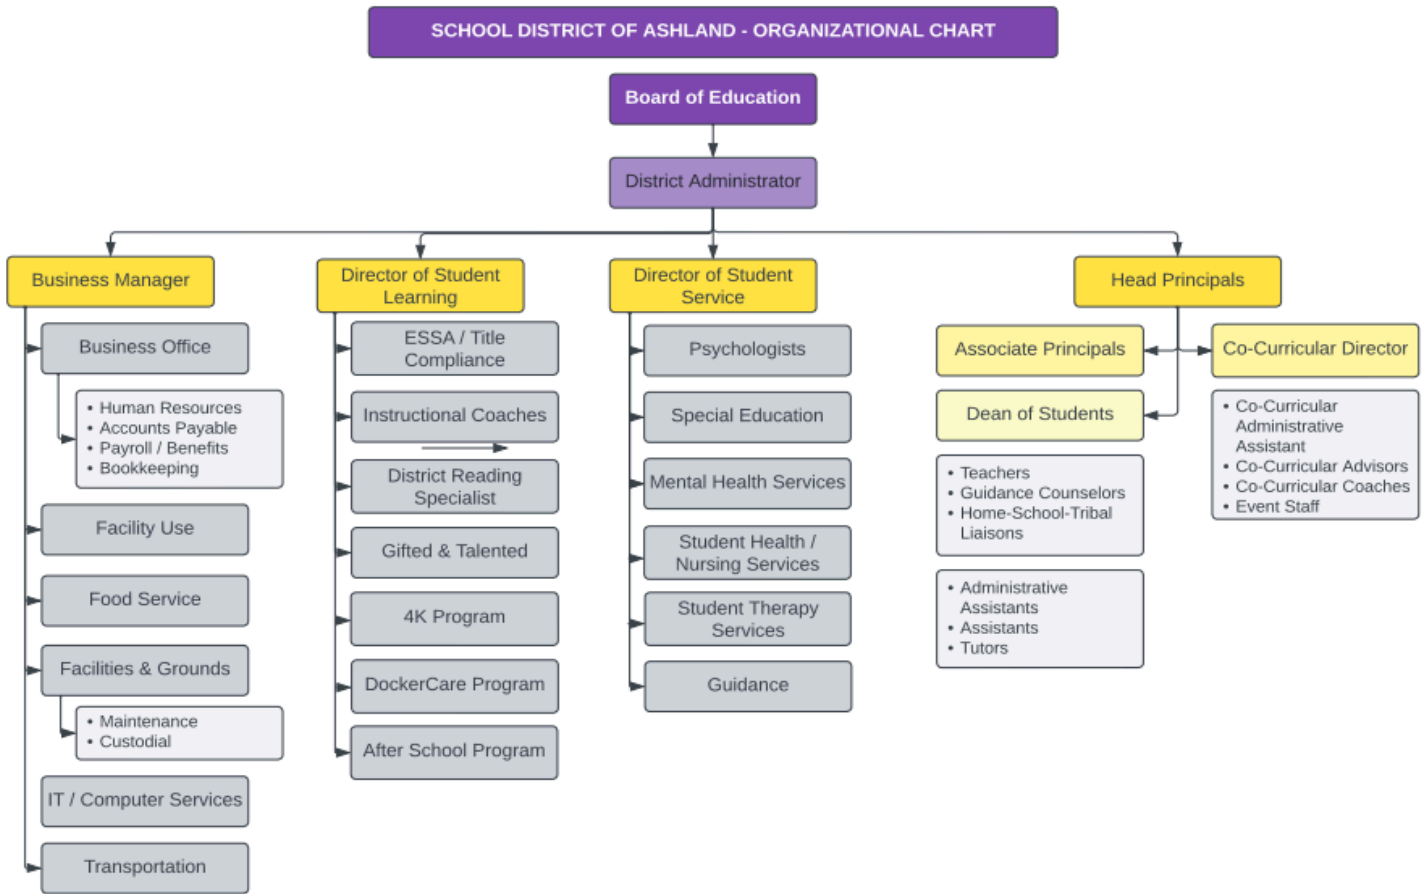 SCHOOL DISTRICT OF ASHLAND - ORGANIZATIONAL CHART
Board of Education
District Administrator
Business Manager
Business Office
• Human Resources
• Accounts Payable
• Payroll / Benefits
• Bookkeeping
Facility Use
Food Service
Facilities & Grounds
• Maintenance
• Custodial
IT / Computer Services
Transportation
Director of Student
Learning
ESSA / Title
Compliance
Instructional Coaches
District Reading
Specialist
Gifted & Talented
4K Program
DockerCare Program
After School Program
Director of Student
Service
Psychologists
Special Education
Mental Health Services
Student Health /
Nursing Services
Student Therapy
Services
Guidance
Head Principals
Associate Principals
Dean of Students
• Teachers
• Guidance Counselors
• Home-School-Tribal
Liaisons
• Administrative
Assistants
• Assistants
• Tutors
Co-Curricular Director
• Co-Curricular
Administrative
Assistant
• Co-Curricular Advisors
• Co-Curricular Coaches
• Event Staff